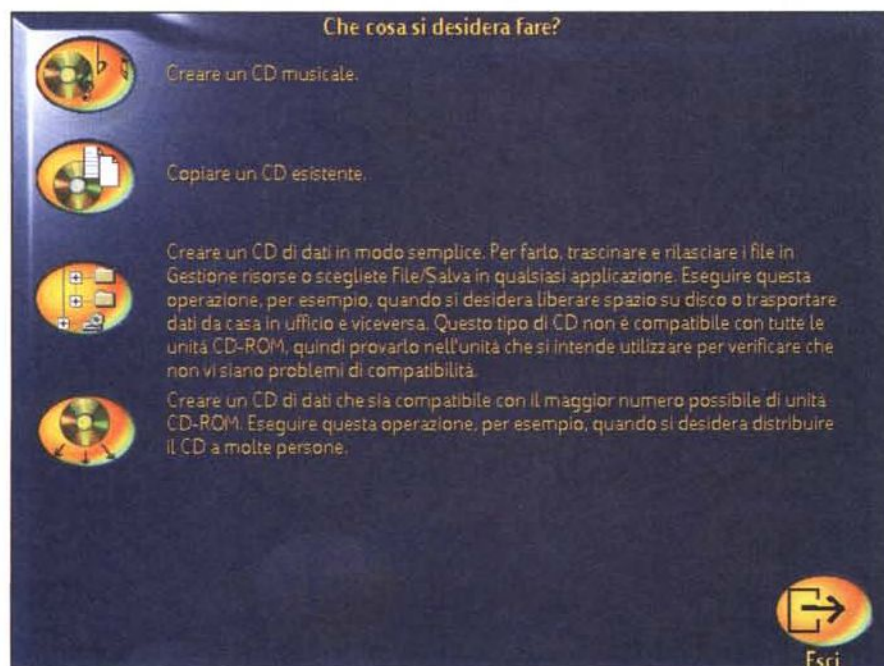 Che cosa si desidera fare?
Creare un CD musicale.
Copiare un CD esistente.
Creare un CD di dati in modo semplice. Per farlo, trascinare e rilasciare i file in
Gestione risorse o scegliete File/Salva in qualsiasi applicazione. Eseguire questa
operazione, per esempio, quando si desidera liberare spazio su disco o trasportare
dati da casa in ufficio e viceversa. Questo tipo di CD non è compatibile con tutte le
unità CD-ROM, quindi provarlo nell'unità che si intende utilizzare per verificare che
non vi siano problemi di compatibilità.
Creare un CD di dati che sia compatibile con il maggior numero possibile di unità
CD-ROM. Eseguire questa operazione, per esempio, quando si desidera distribuire
il CD a molte persone.
Esci